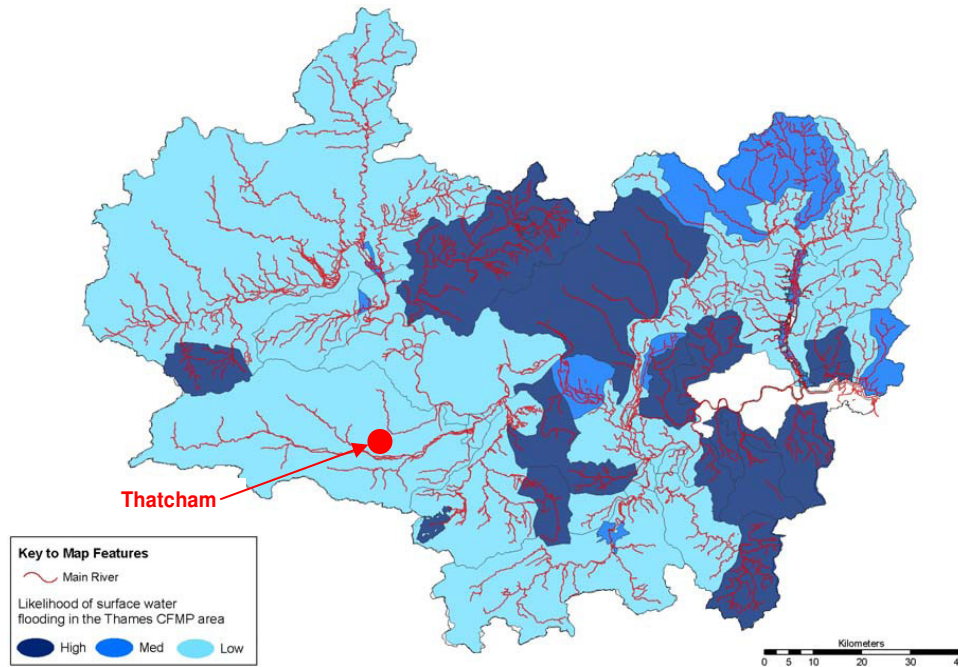 Thatcham
Key to Map Features
Main River
Likelihood of surface water
flooding in the Thames CFMP area
High Med Low
Kilometers
0 5 10 20 30 40